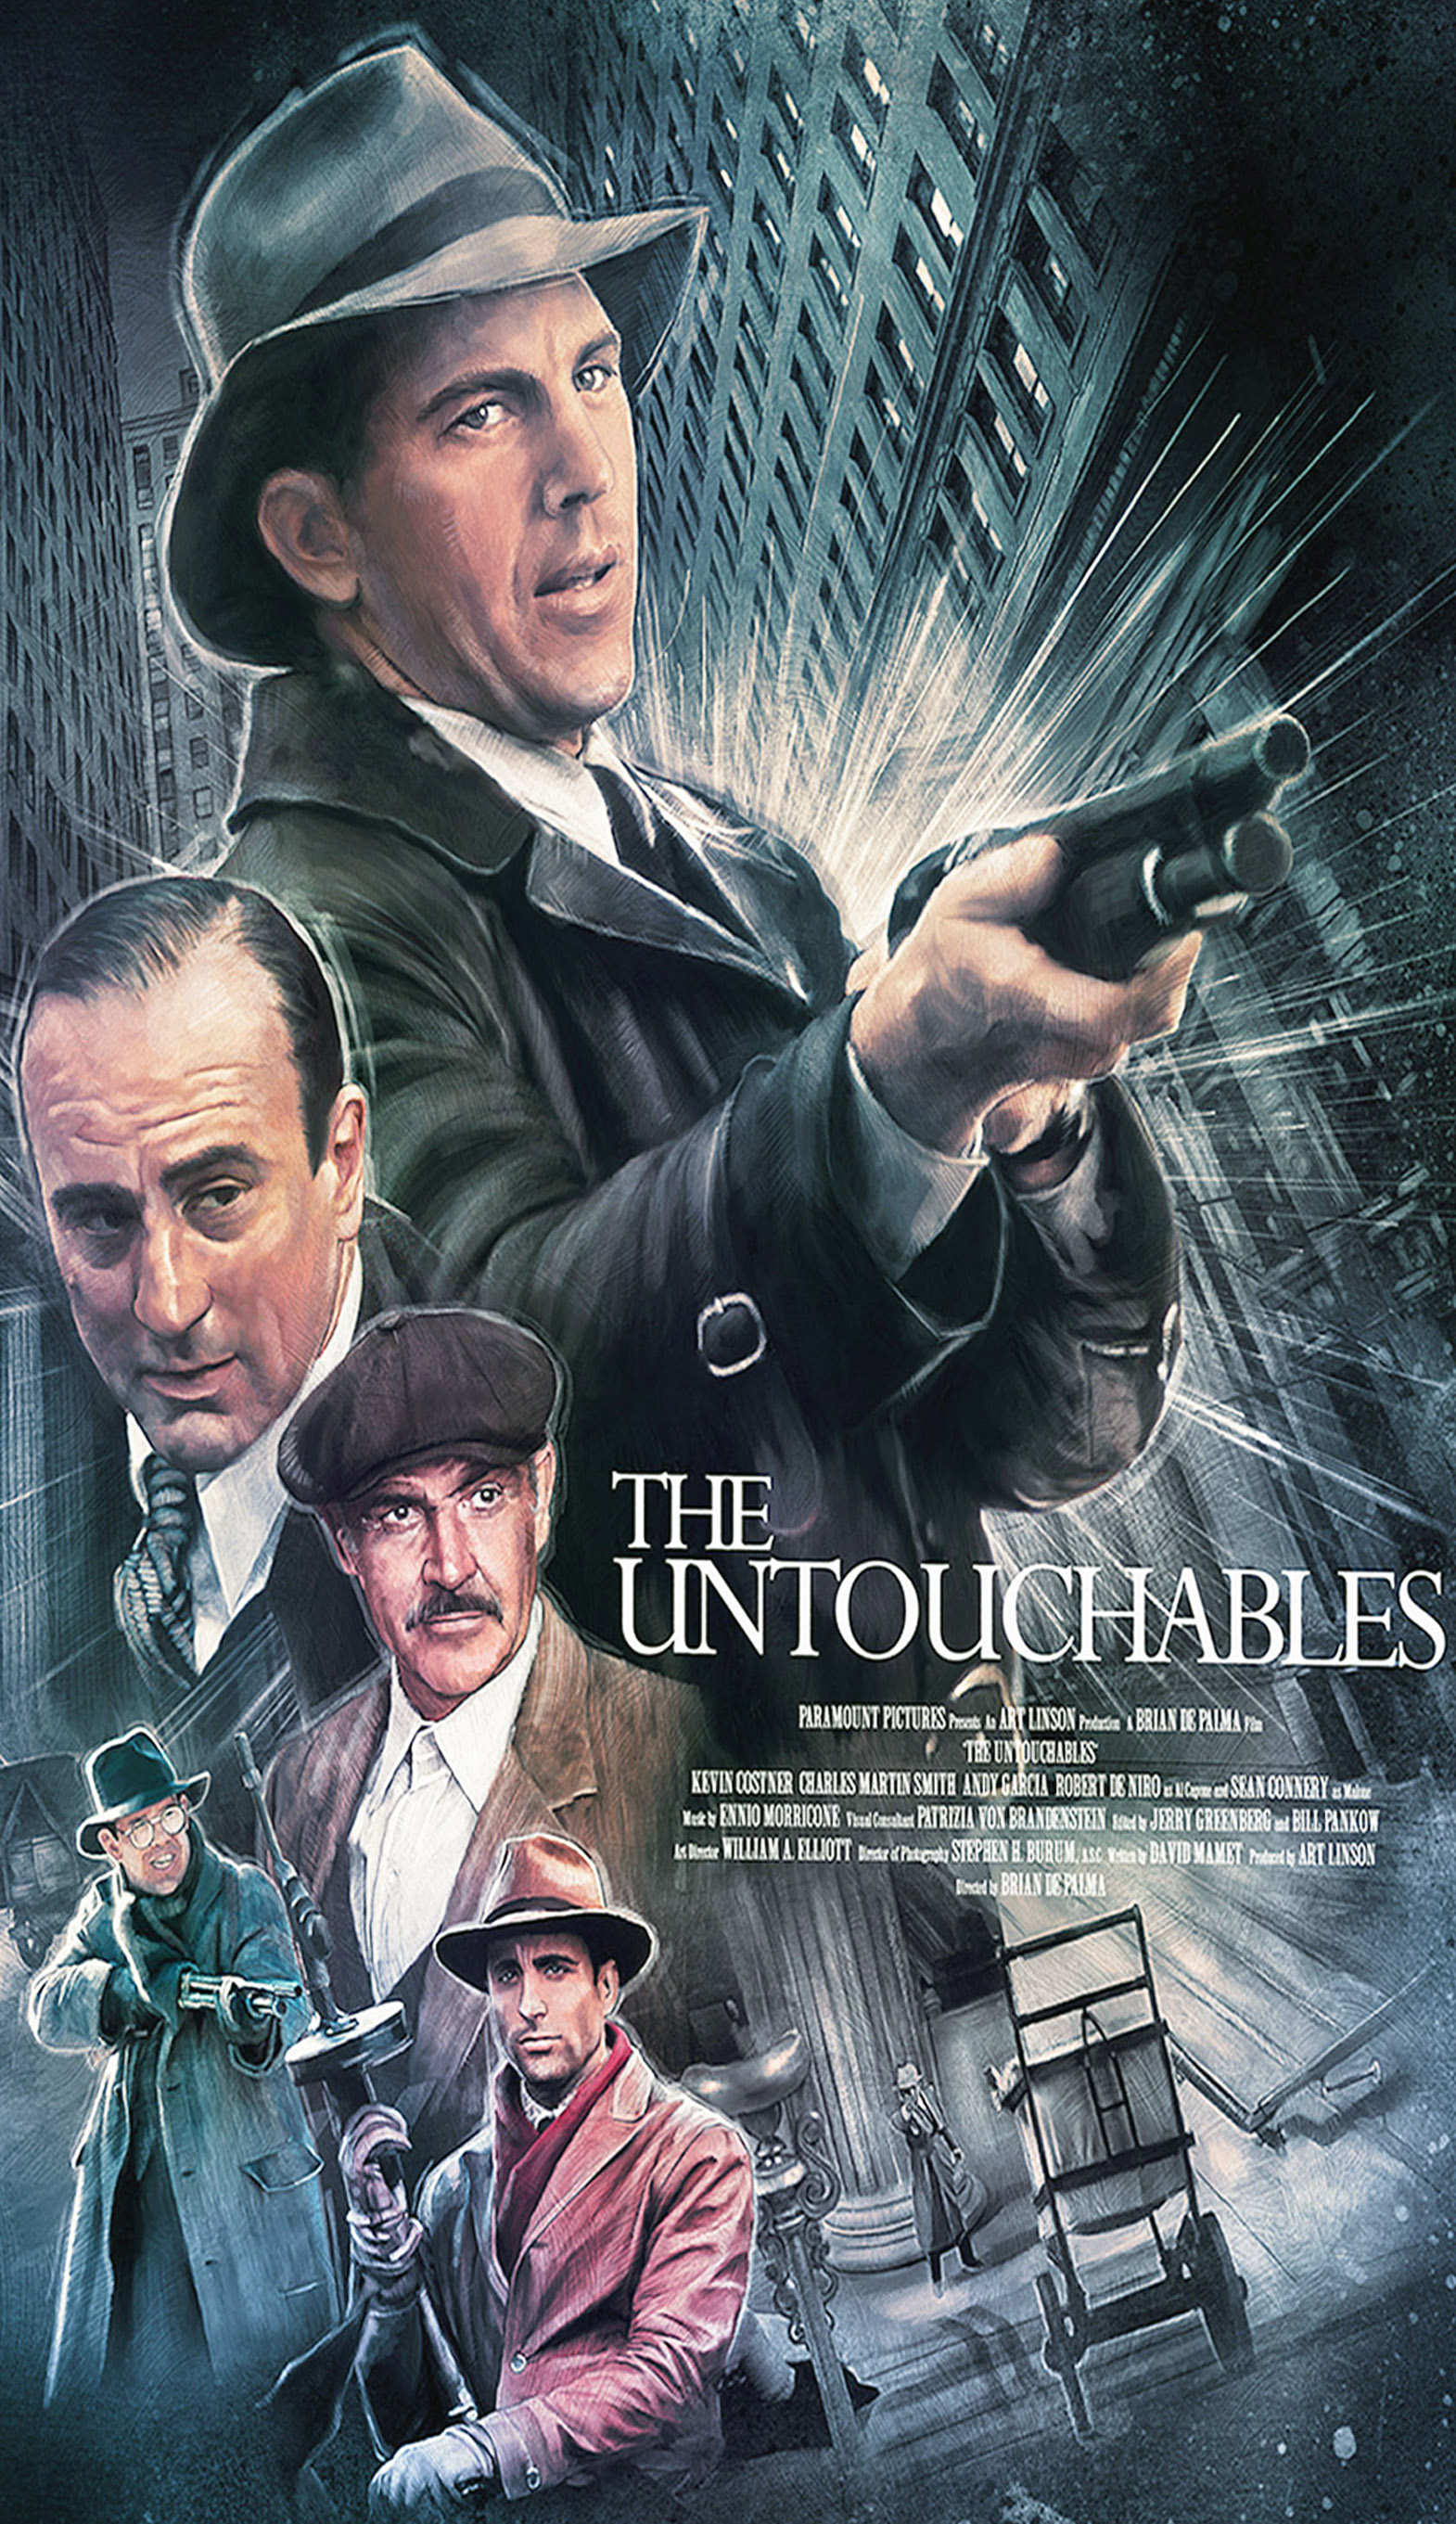 THE
UNTOUCHABLES
PARAMOUNT PICTURES Presents An ART LINSON Production A BRIAN DE PALMA Film
"THE UNTOUCHABLES"
KEVIN COSTNER CHARLES MARTIN SMITH ANDY GARCIA ROBERT DE NIRO as Al Capone and SEAN CONNERY as Malone
Music by ENNIO MORRICONE Visual Consultant PATRIZIA VON BRANDENSTEIN Edited by JERRY GREENBERG and BILL PANKOW
Art Director WILLIAM A. ELLIOTT Director of Photography STEPHEN H. BURUM, A.S.C. Written by DAVID MAMET Produced by ART LINSON
Directed by BRIAN DE PALMA